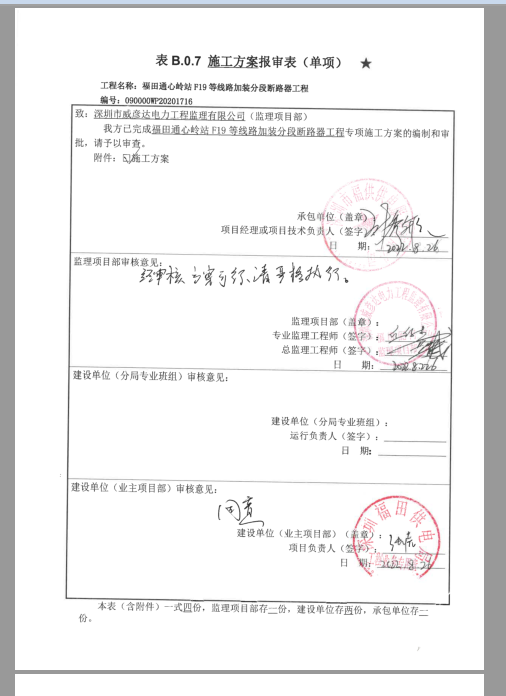 表 B.0.7 施工方案报审表（单项） ★
工程名称：福田通心岭站 F19 等线路加装分段断路器工程
编号：090000WP20201716
致：深圳市威彦达电力工程监理有限公司（监理项目部）
我方已完成福田通心岭站 F19 等线路加装分段断路器工程专项施工方案的编制和审
批，请予以审查。
附件：☑施工方案
承包单位（盖章）：
项目经理或项目技术负责人（签字）：
日 期：2022.8.26
监理项目部审核意见：
经审核 方案可行、请严格执行。
监理项目部（盖章）：
专业监理工程师（签字）：
总监理工程师（签字）：
日 期：2022.8.26
建设单位（分局专业班组）审核意见：
建设单位（分局专业班组）：
运行负责人（签字）：
日 期：
建设单位（业主项目部）审核意见：
同意
建设单位（业主项目部）（盖章）：
项目负责人（签字）：
日 期：2022.8.26
深圳福田供电局
本表（含附件）一式四份，监理项目部存一份，建设单位存两份，承包单位存一
份。